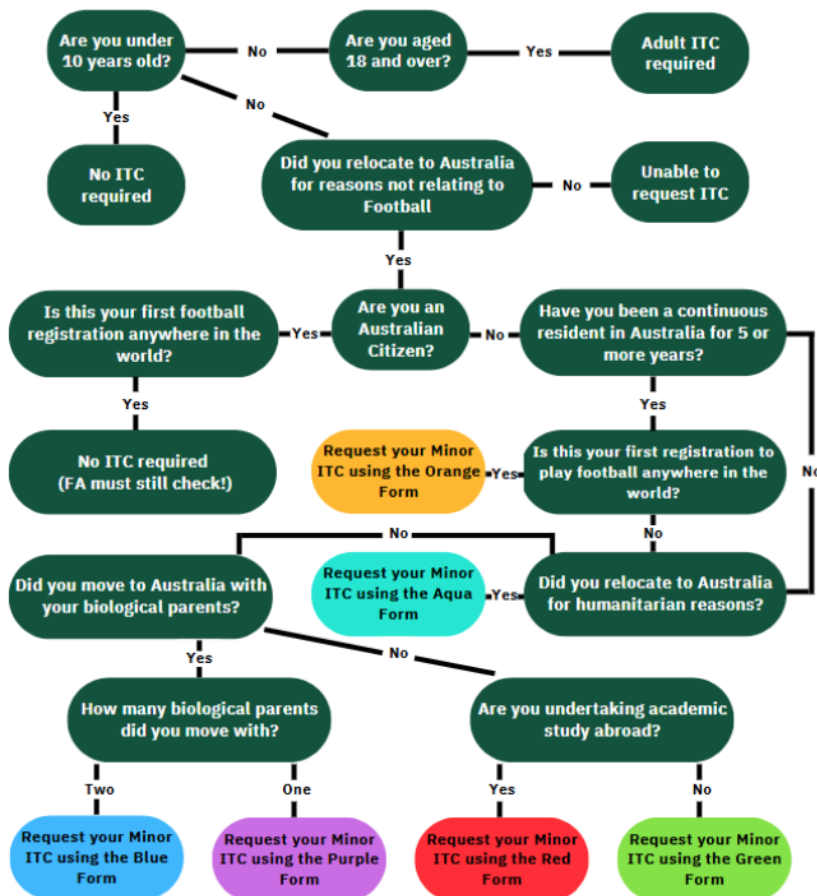 Are you under
10 years old?
No
Are you aged
18 and over?
Yes
Adult ITC
required
Yes
No
No ITC
required
Did you relocate to Australia
for reasons not relating to
Football
No
Unable to
request ITC
Yes
Is this your first football
registration anywhere in the
world?
Yes
Are you an
Australian
Citizen?
No
Have you been a continuous
resident in Australia for 5 or
more years?
Yes
Yes
No ITC required
(FA must still check!)
Request your Minor
ITC using the Orange
Form
Yes
Is this your first registration to
play football anywhere in the
world?
No
No
No
Did you move to Australia with
your biological parents?
Request your Minor
ITC using the Aqua
Form
Yes
Did you relocate to Australia
for humanitarian reasons?
Yes
No
How many biological parents
did you move with?
Are you undertaking academic
study abroad?
Two
One
Yes
No
Request your Minor
ITC using the Blue
Form
Request your Minor
ITC using the Purple
Form
Request your Minor
ITC using the Red
Form
Request your Minor
ITC using the Green
Form